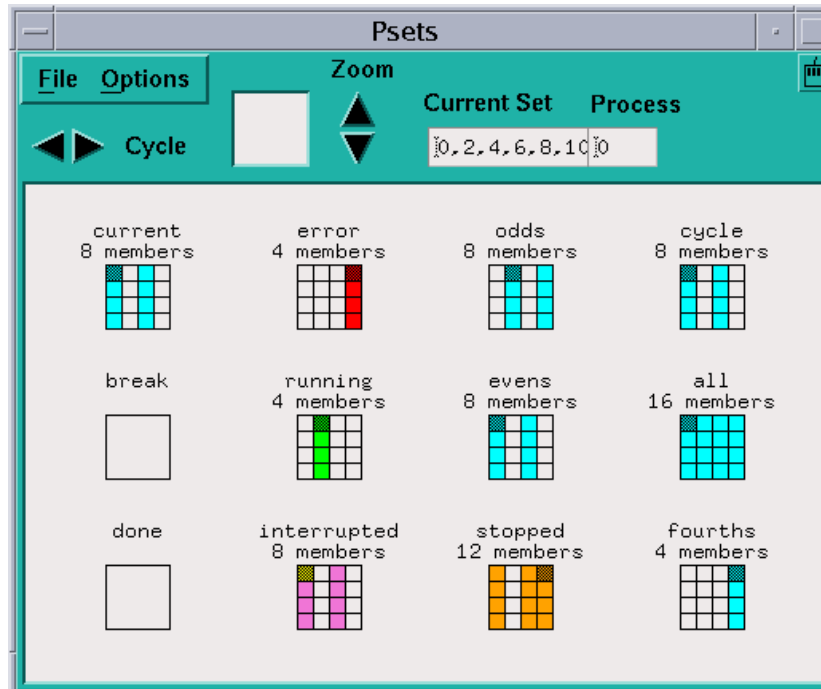 Psets
File Options
Zoom
Current Set Process
Cycle
0,2,4,6,8,10 0
current error odds cycle
8 members 4 members 8 members 8 members
break running evens all
4 members 8 members 16 members
done interrupted stopped fourths
8 members 12 members 4 members